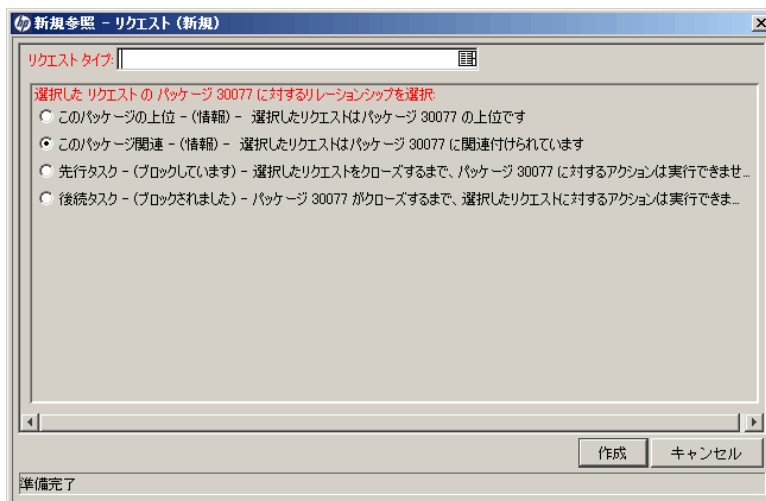 hp 新規参照 - リクエスト (新規)
リクエスト タイプ:
選択した リクエスト の パッケージ 30077 に対するリレーションシップを選択:
このパッケージの上位 - (情報) - 選択したリクエストはパッケージ 30077 の上位です
このパッケージ関連 - (情報) - 選択したリクエストはパッケージ 30077 に関連付けられています
先行タスク - (ブロックしています) - 選択したリクエストをクローズするまで、パッケージ 30077 に対するアクションは実行できませ...
後続タスク - (ブロックされました) - パッケージ 30077 がクローズするまで、選択したリクエストに対するアクションは実行できま...
作成 キャンセル
準備完了